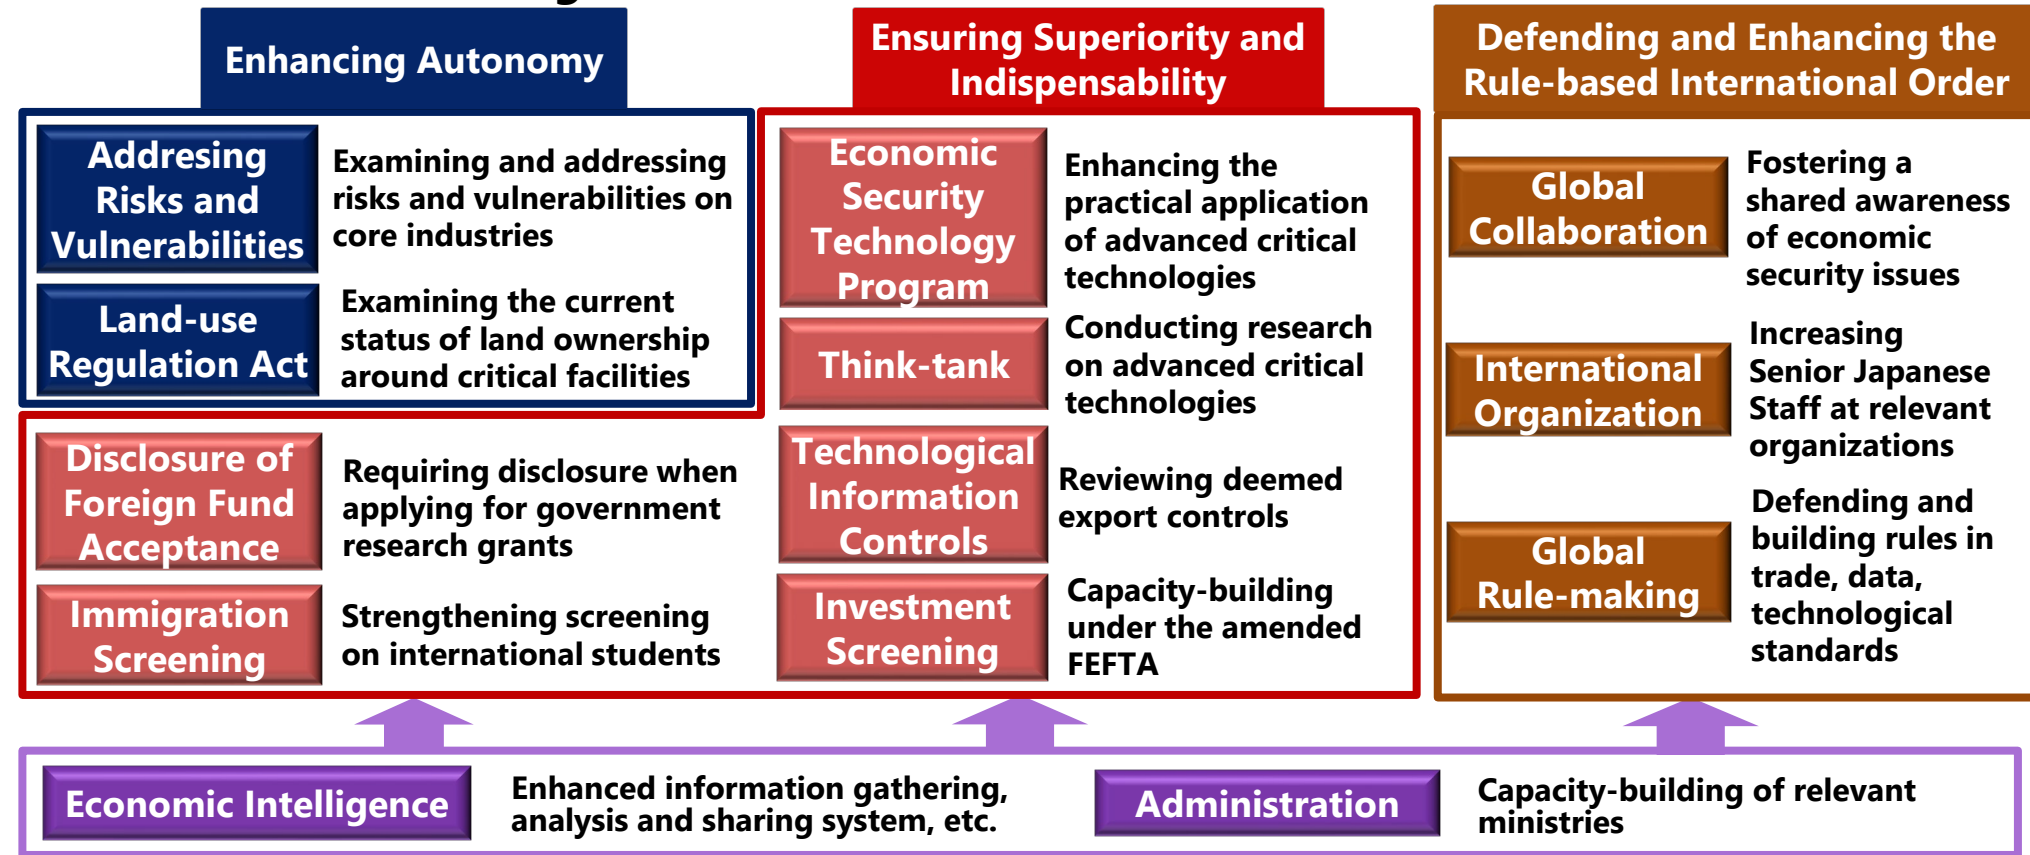 Enhancing Autonomy
Addresing
Risks and
Vulnerabilities
Examining and addressing
risks and vulnerabilities on
core industries
Land-use
Regulation Act
Examining the current
status of land ownership
around critical facilities
Ensuring Superiority and
Indispensability
Disclosure of
Foreign Fund
Acceptance
Requiring disclosure when
applying for government
research grants
Immigration
Screening
Strengthening screening
on international students
Economic
Security
Technology
Program
Enhancing the
practical application
of advanced critical
technologies
Think-tank
Conducting research
on advanced critical
technologies
Technological
Information
Controls
Reviewing deemed
export controls
Investment
Screening
Capacity-building
under the amended
FEFTA
Defending and Enhancing the
Rule-based International Order
Global
Collaboration
Fostering a
shared awareness
of economic
security issues
International
Organization
Increasing
Senior Japanese
Staff at relevant
organizations
Global
Rule-making
Defending and
building rules in
trade, data,
technological
standards
Economic Intelligence
Enhanced information gathering,
analysis and sharing system, etc.
Administration
Capacity-building of relevant
ministries